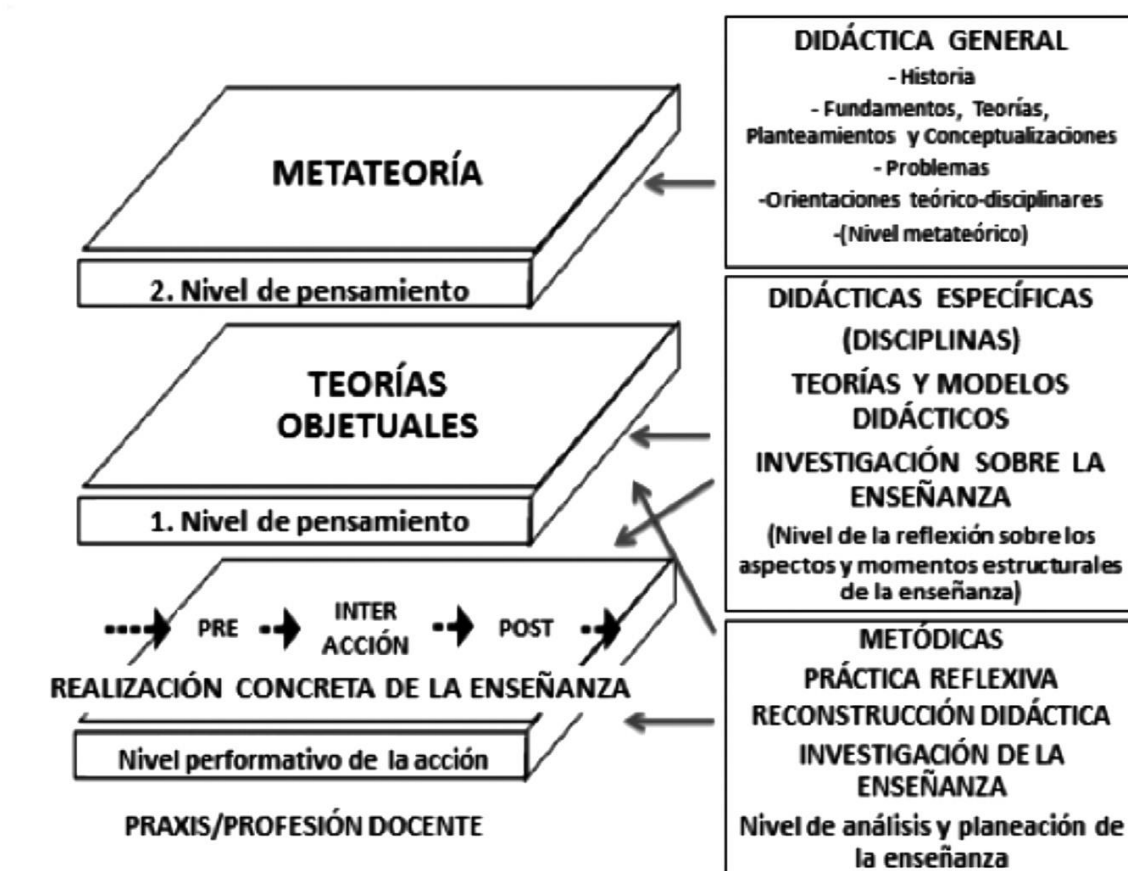 METATEORÍA
2. Nivel de pensamiento
TEORÍAS
OBJETUALES
1. Nivel de pensamiento
PRE
INTER
ACCIÓN
POST
REALIZACIÓN CONCRETA DE LA ENSEÑANZA
Nivel performativo de la acción
PRAXIS/PROFESIÓN DOCENTE
DIDÁCTICA GENERAL
- Historia
- Fundamentos, Teorías,
Planteamientos y Conceptualizaciones
- Problemas
-Orientaciones teórico-disciplinares
-(Nivel metateórico)
DIDÁCTICAS ESPECÍFICAS
(DISCIPLINAS)
TEORÍAS Y MODELOS
DIDÁCTICOS
INVESTIGACIÓN SOBRE LA
ENSEÑANZA
(Nivel de la reflexión sobre los
aspectos y momentos estructurales
de la enseñanza)
METÓDICAS
PRÁCTICA REFLEXIVA
RECONSTRUCCIÓN DIDÁCTICA
INVESTIGACIÓN DE LA
ENSEÑANZA
Nivel de análisis y planeación de
la enseñanza